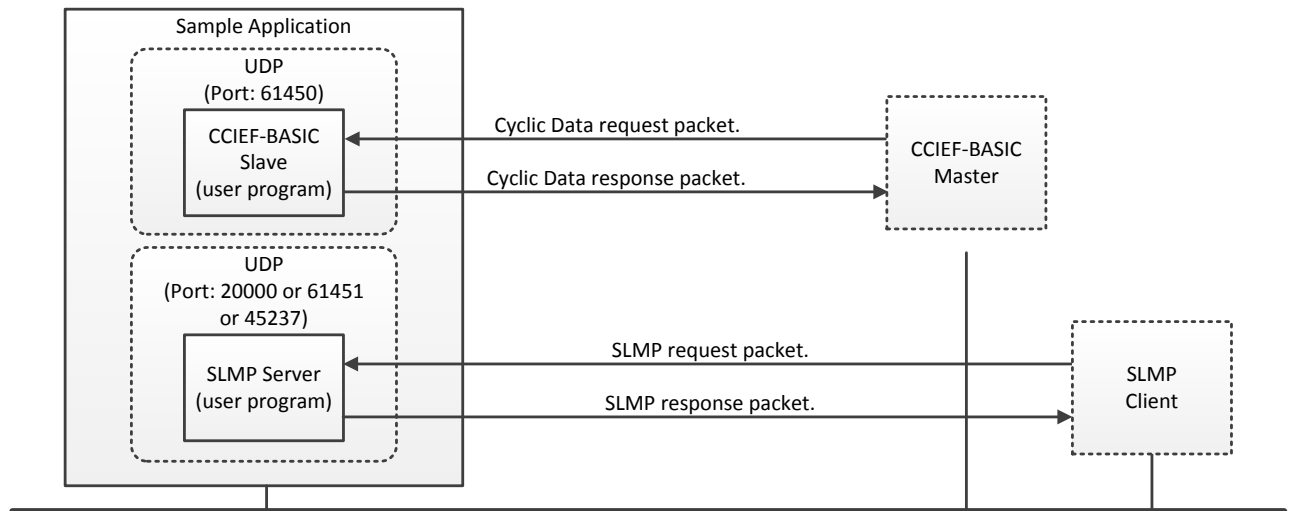 Sample Application
UDP
(Port: 61450)
CCIEF-BASIC
Slave
(user program)
Cyclic Data request packet.
Cyclic Data response packet.
CCIEF-BASIC
Master
UDP
(Port: 20000 or 61451
or 45237)
SLMP Server
(user program)
SLMP request packet.
SLMP response packet.
SLMP
Client